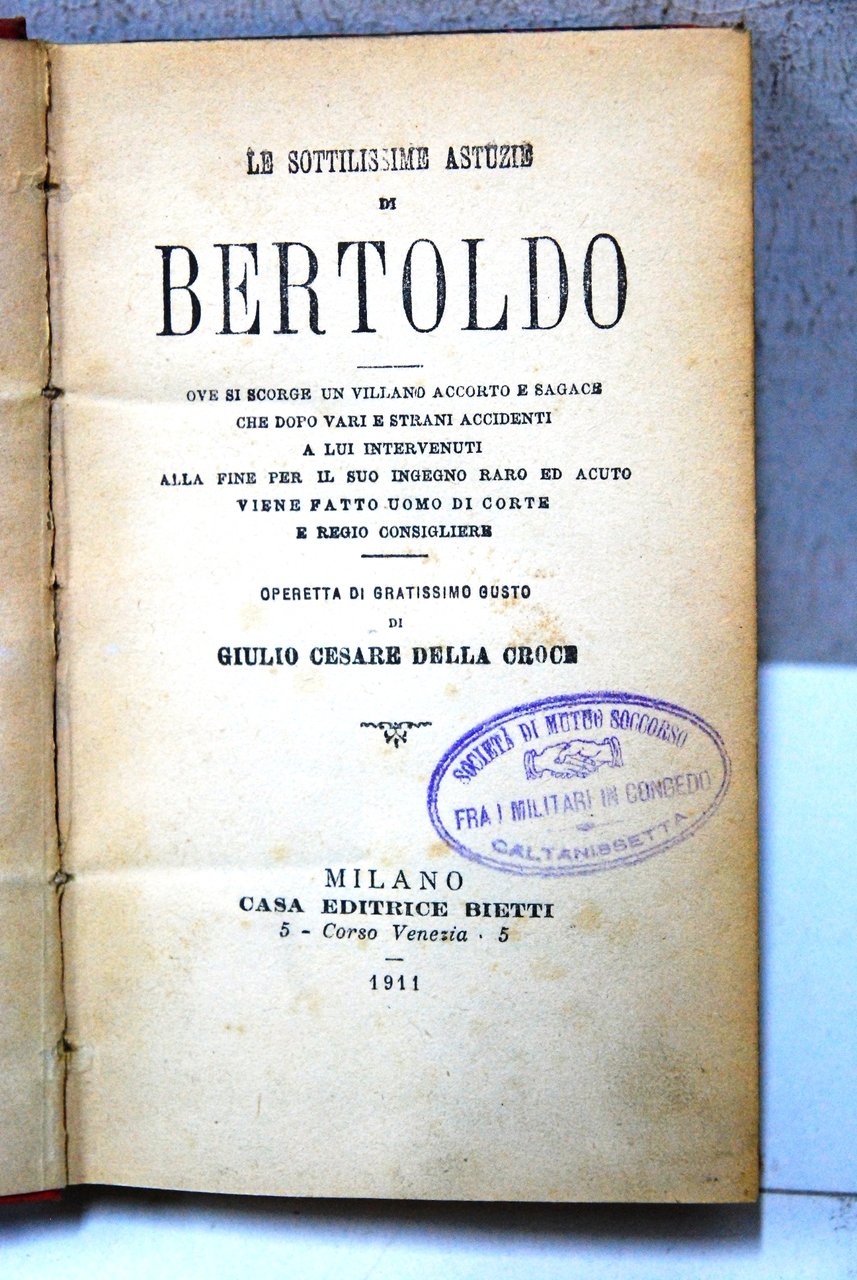 LE SOTTILISSIME ASTUZIE
DI
BERTOLDO
OVE SI SCORGE UN VILLANO ACCORTO E SAGACE
CHE DOPO VARI E STRANI ACCIDENTI
A LUI INTERVENUTI
ALLA FINE PER IL SUO INGEGNO RARO ED ACUTO
VIENE FATTO UOMO DI CORTE
E REGIO CONSIGLIERE
OPERETTA DI GRATISSIMO GUSTO
DI
GIULIO CESARE DELLA CROCE
SOCIETÀ DI MUTUO SOCCORSO
FRA I MILITARI IN CONGEDO
CALTANISSETTA
MILANO
CASA EDITRICE BIETTI
5 - Corso Venezia · 5
1911